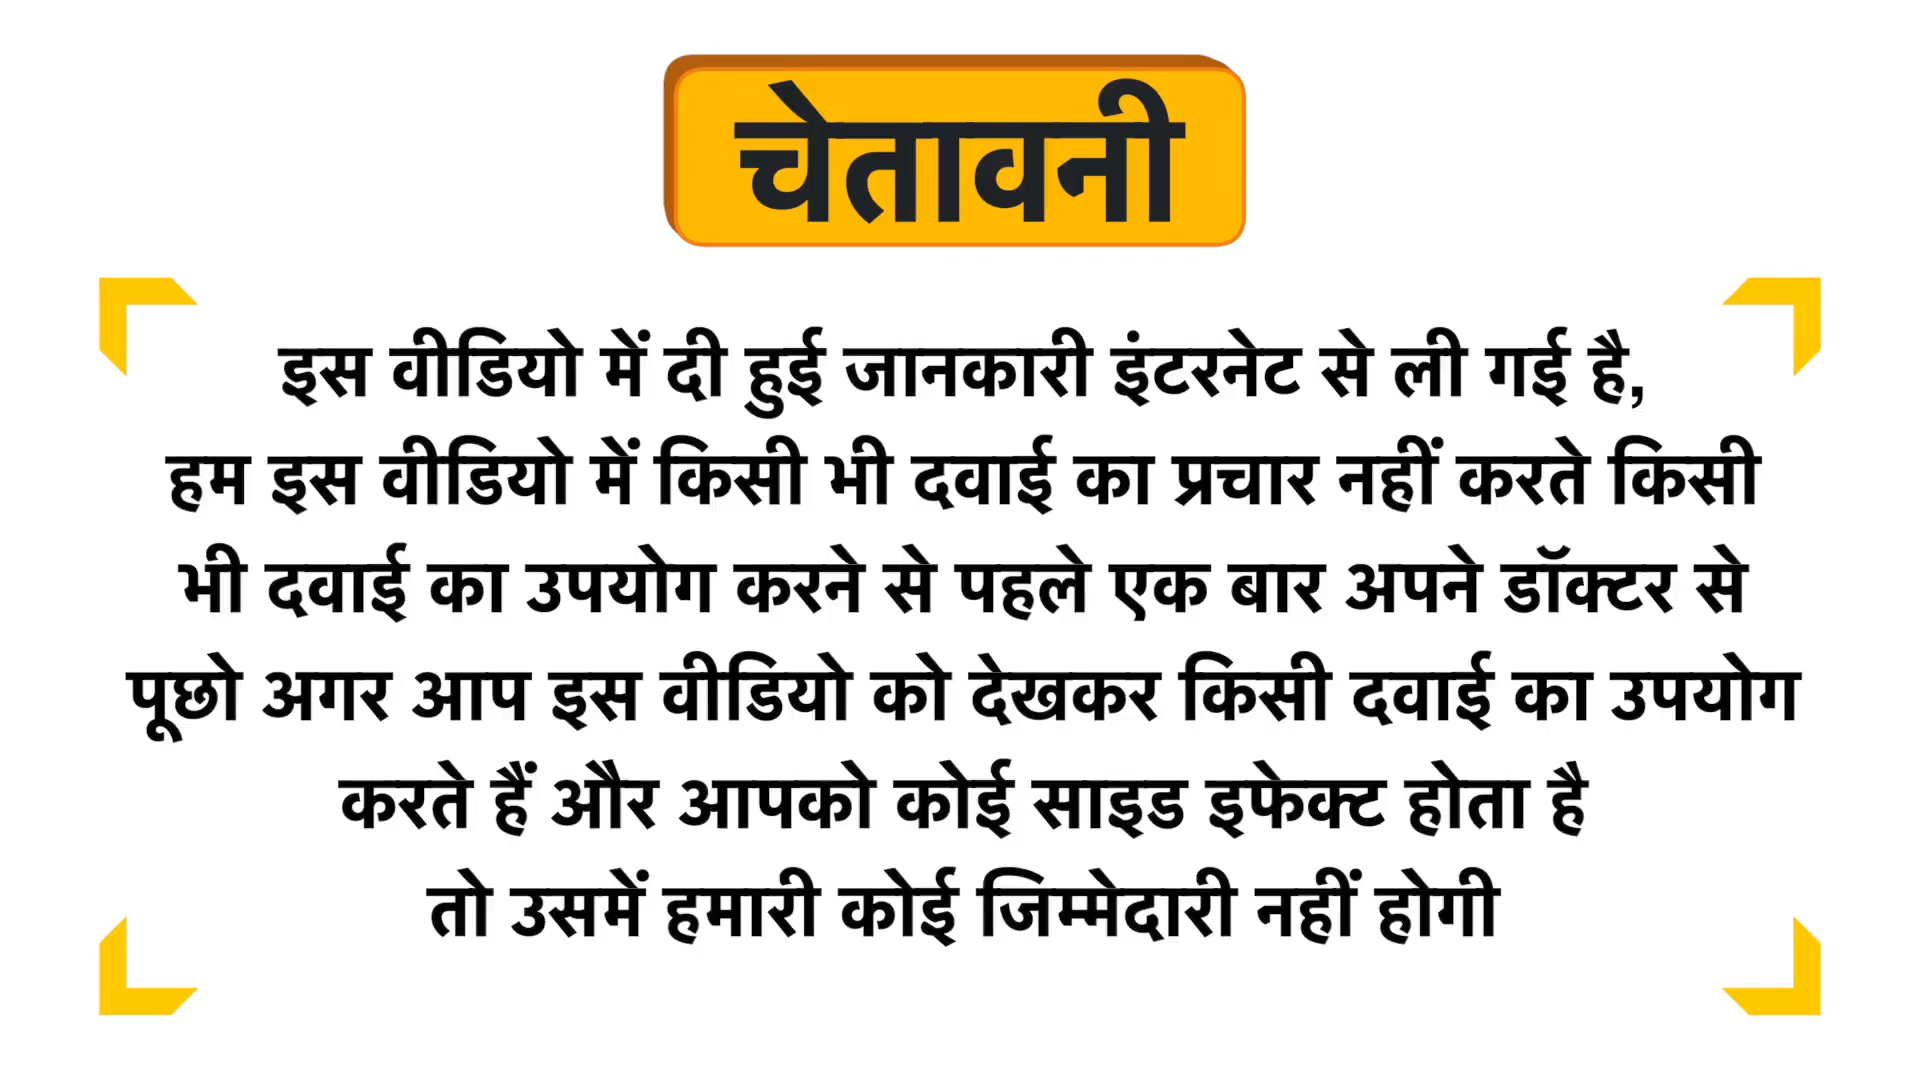 चेतावनी
इस वीडियो में दी हुई जानकारी इंटरनेट से ली गई है,
हम इस वीडियो में किसी भी दवाई का प्रचार नहीं करते किसी
भी दवाई का उपयोग करने से पहले एक बार अपने डॉक्टर से
पूछो अगर आप इस वीडियो को देखकर किसी दवाई का उपयोग
करते हैं और आपको कोई साइड इफेक्ट होता है
तो उसमें हमारी कोई जिम्मेदारी नहीं होगी